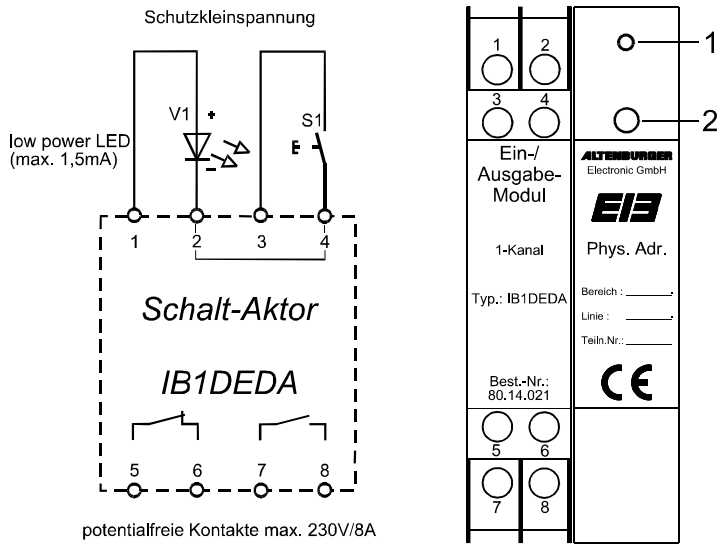 Schutzkleinspannung
V1
+
S1
E
low power LED
(max. 1,5mA)
-
1 2 3 4
Schalt-Aktor
IB1DEDA
5 6 7 8
potentialfreie Kontakte max. 230V/8A
1 2
3 4
Ein-/
Ausgabe-
Modul
1-Kanal
Typ.: IB1DEDA
Best.-Nr.:
80.14.021
5 6
7 8
1
2
ALTENBURGER
Electronic GmbH
EIB
Phys. Adr.
Bereich : ______.
Linie : ______.
Teiln.Nr.: ______
CE